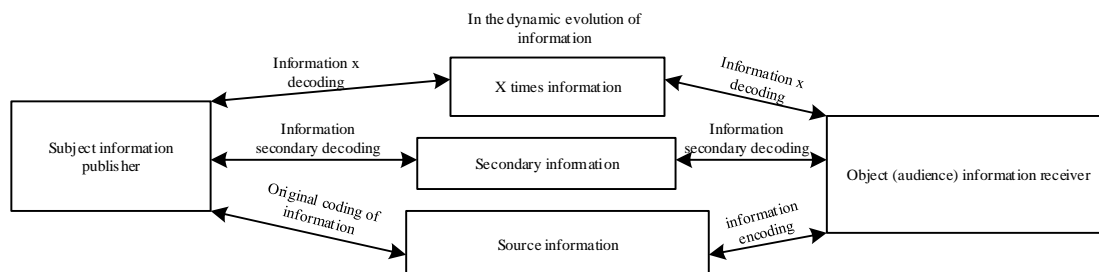 In the dynamic evolution of
information
Information x
decoding
X times information
Information x
decoding
Subject information
publisher
Information
secondary decoding
Secondary information
Information
secondary decoding
Object (audience) information receiver
Original coding of
information
Source information
information
encoding